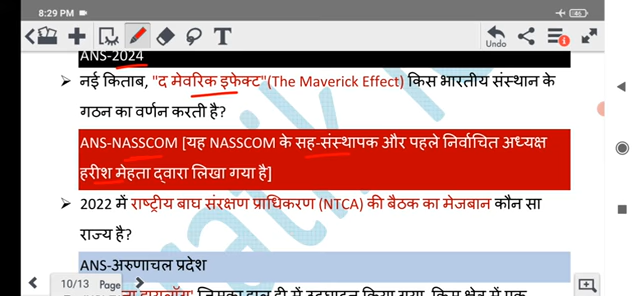 8:29 PM
46
Undo
ANS-2024
नई किताब, "द मेवरिक इफेक्ट"(The Maverick Effect) किस भारतीय संस्थान के
गठन का वर्णन करती है?
ANS-NASSCOM [यह NASSCOM के सह-संस्थापक और पहले निर्वाचित अध्यक्ष
हरीश मेहता द्वारा लिखा गया है]
➢ 2022 में राष्ट्रीय बाघ संरक्षण प्राधिकरण (NTCA) की बैठक का मेजबान कौन सा
राज्य है?
ANS-अरुणाचल प्रदेश
10/13 Page